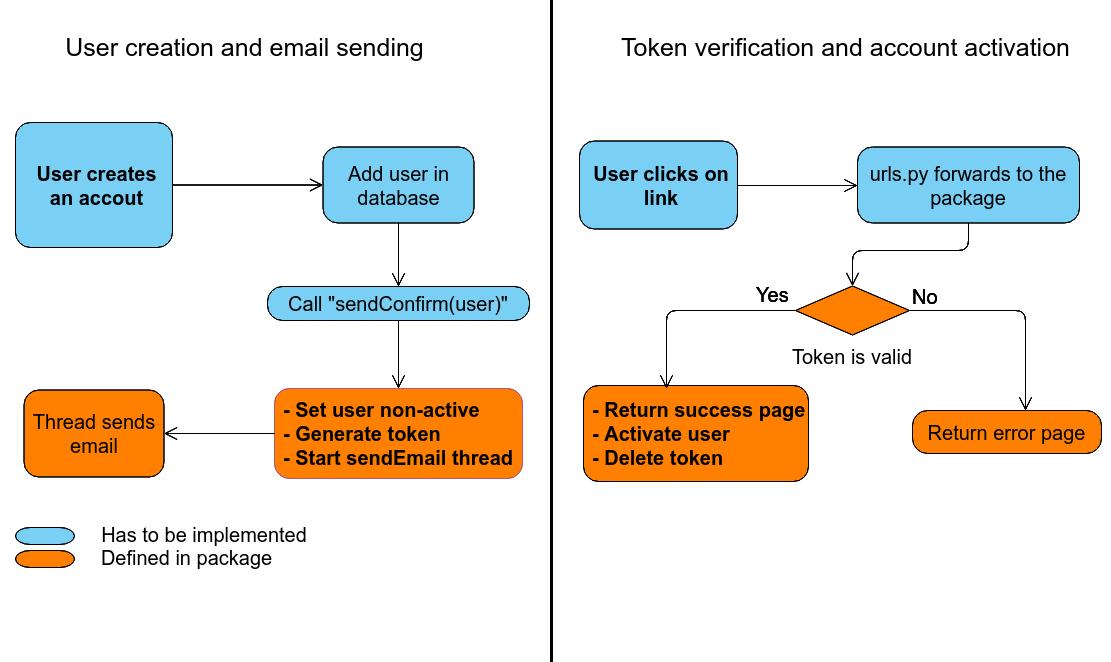 User creation and email sending
User creates
an accout
Add user in
database
Call "sendConfirm(user)"
- Set user non-active
- Generate token
- Start sendEmail thread
Thread sends
email
Has to be implemented
Defined in package
Token verification and account activation
User clicks on
link
urls.py forwards to the
package
Yes
No
Token is valid
- Return success page
- Activate user
- Delete token
Return error page